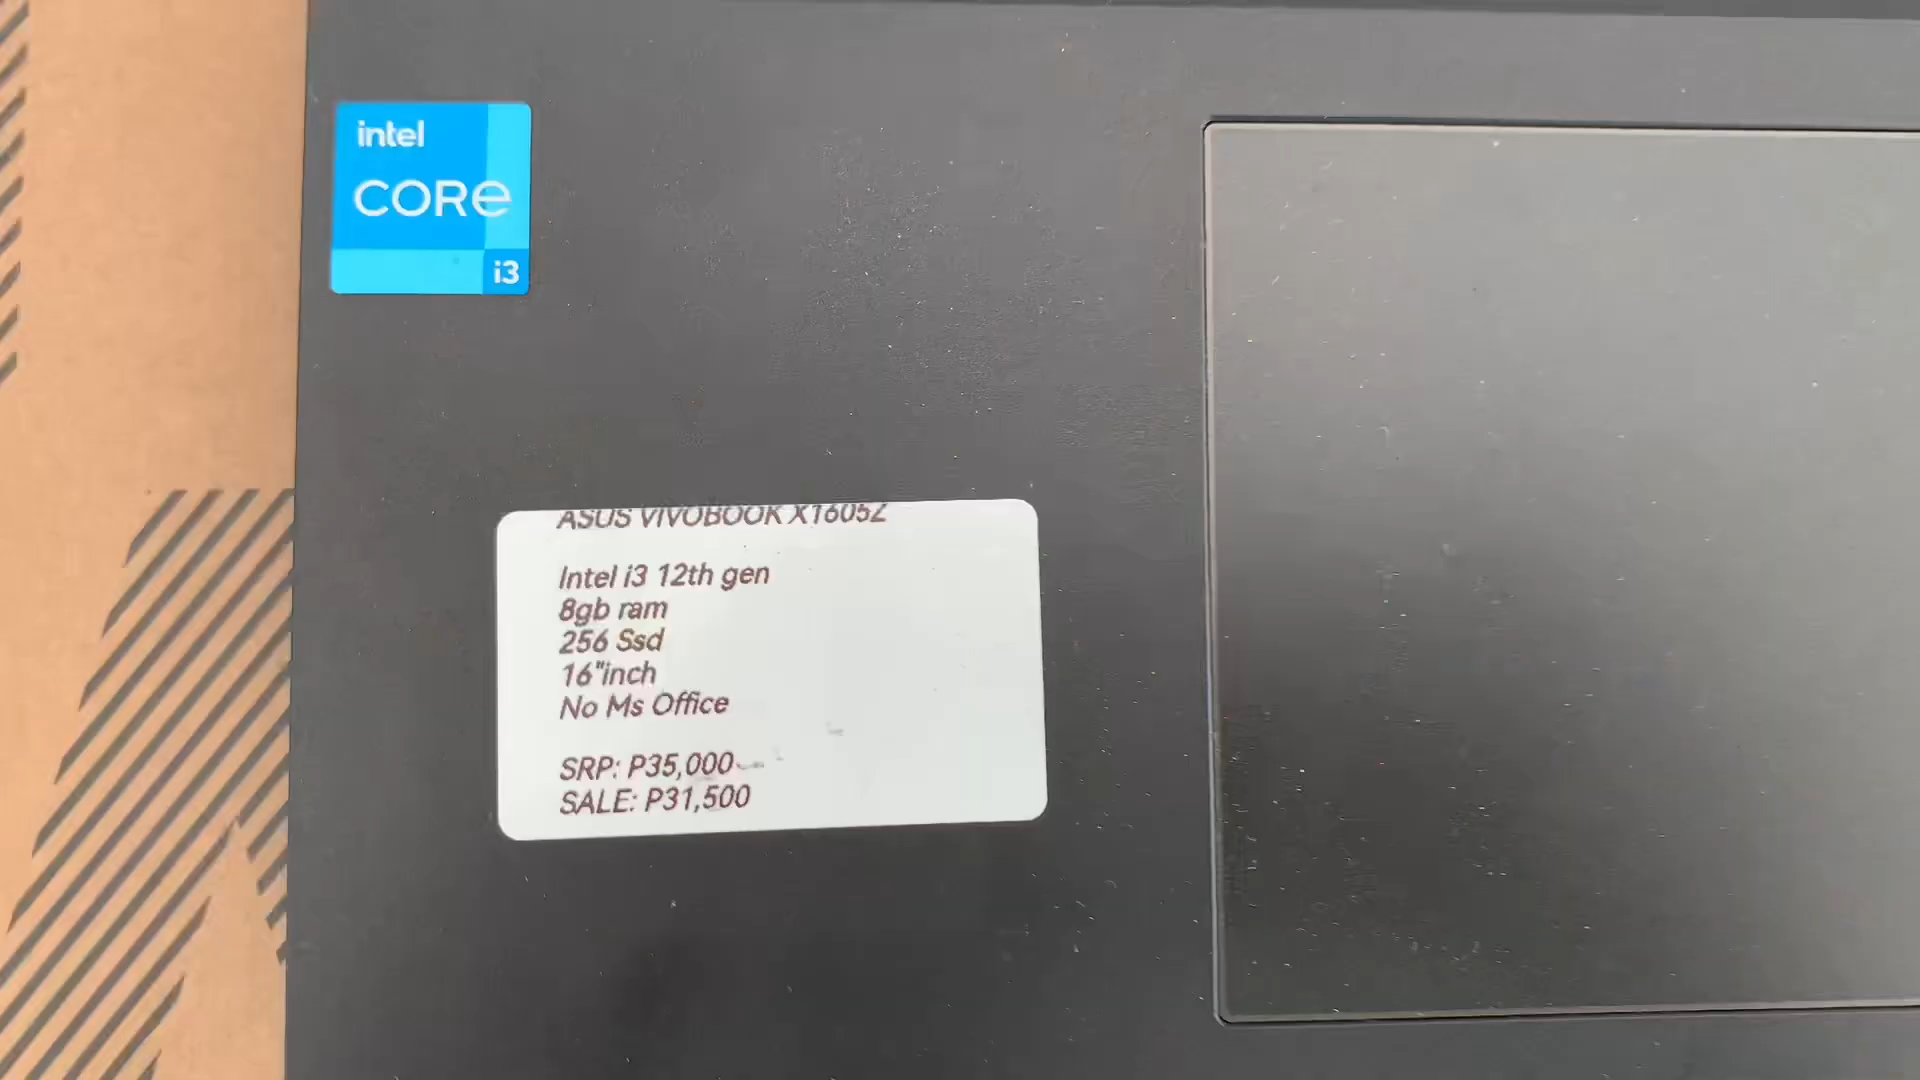 intel
CORe
i3
ASUS VIVOBOOK X1605Z
Intel i3 12th gen
8gb ram
256 Ssd
16"inch
No Ms Office
SRP: P35,000
SALE: P31,500